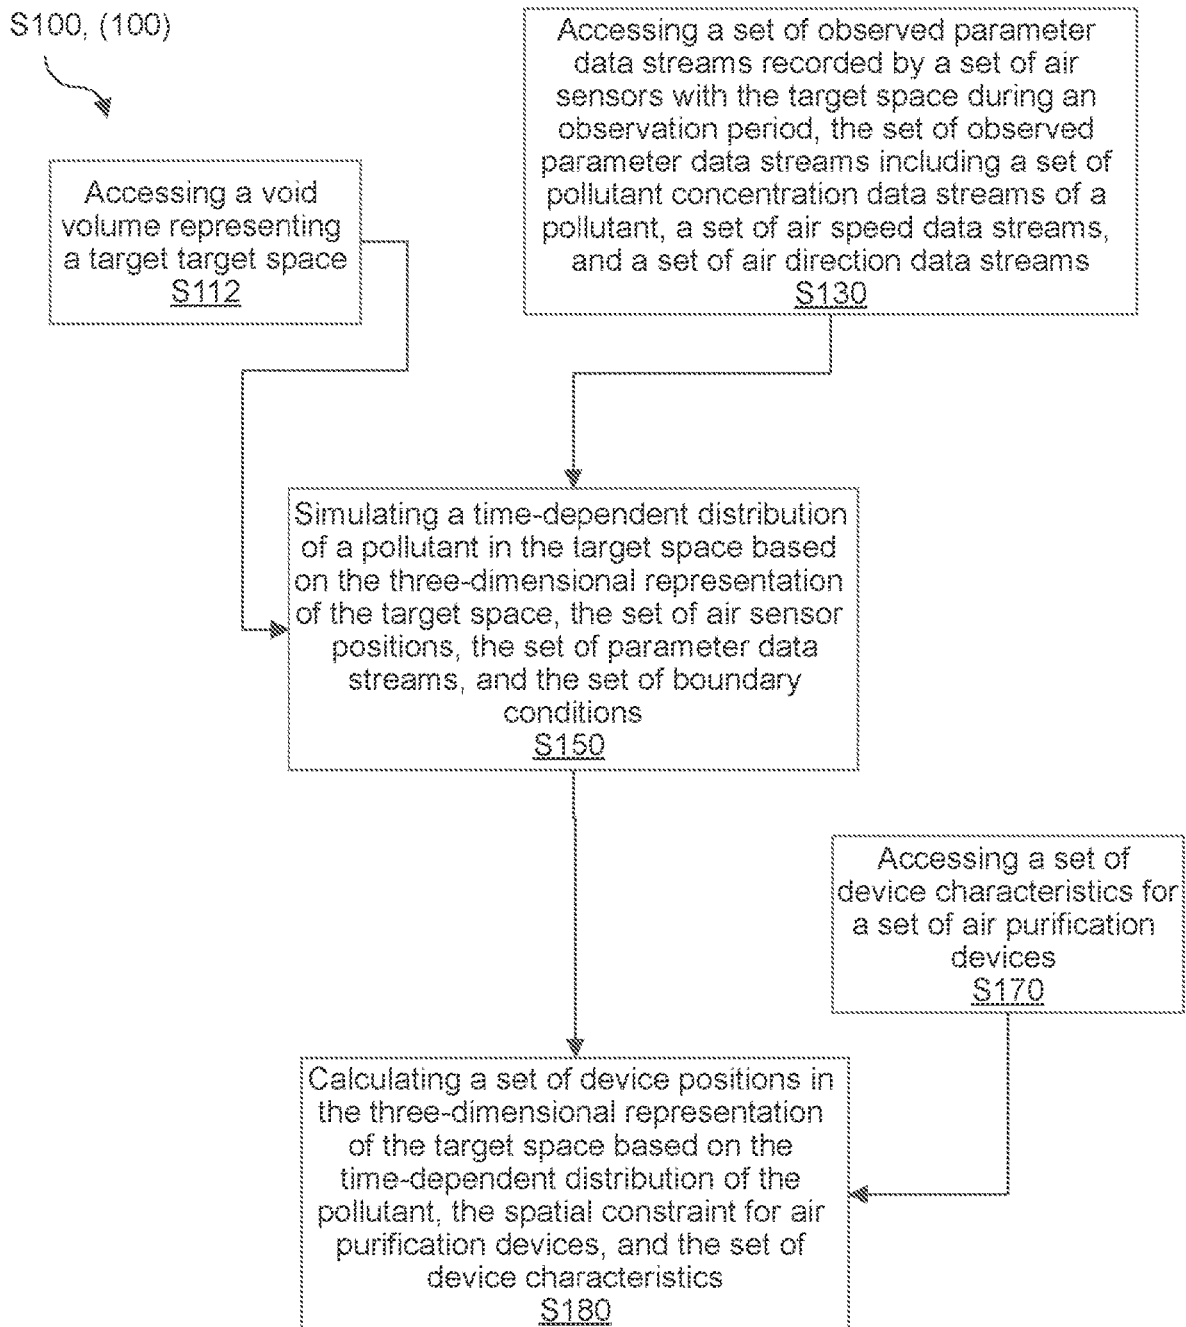 S100, (100)
Accessing a void
volume representing
a target target space
S112
Accessing a set of observed parameter
data streams recorded by a set of air
sensors with the target space during an
observation period, the set of observed
parameter data streams including a set of
pollutant concentration data streams of a
pollutant, a set of air speed data streams,
and a set of air direction data streams
S130
Simulating a time-dependent distribution
of a pollutant in the target space based
on the three-dimensional representation
of the target space, the set of air sensor
positions, the set of parameter data
streams, and the set of boundary
conditions
S150
Accessing a set of
device characteristics for
a set of air purification
devices
S170
Calculating a set of device positions in
the three-dimensional representation
of the target space based on the
time-dependent distribution of the
pollutant, the spatial constraint for air
purification devices, and the set of
device characteristics
S180